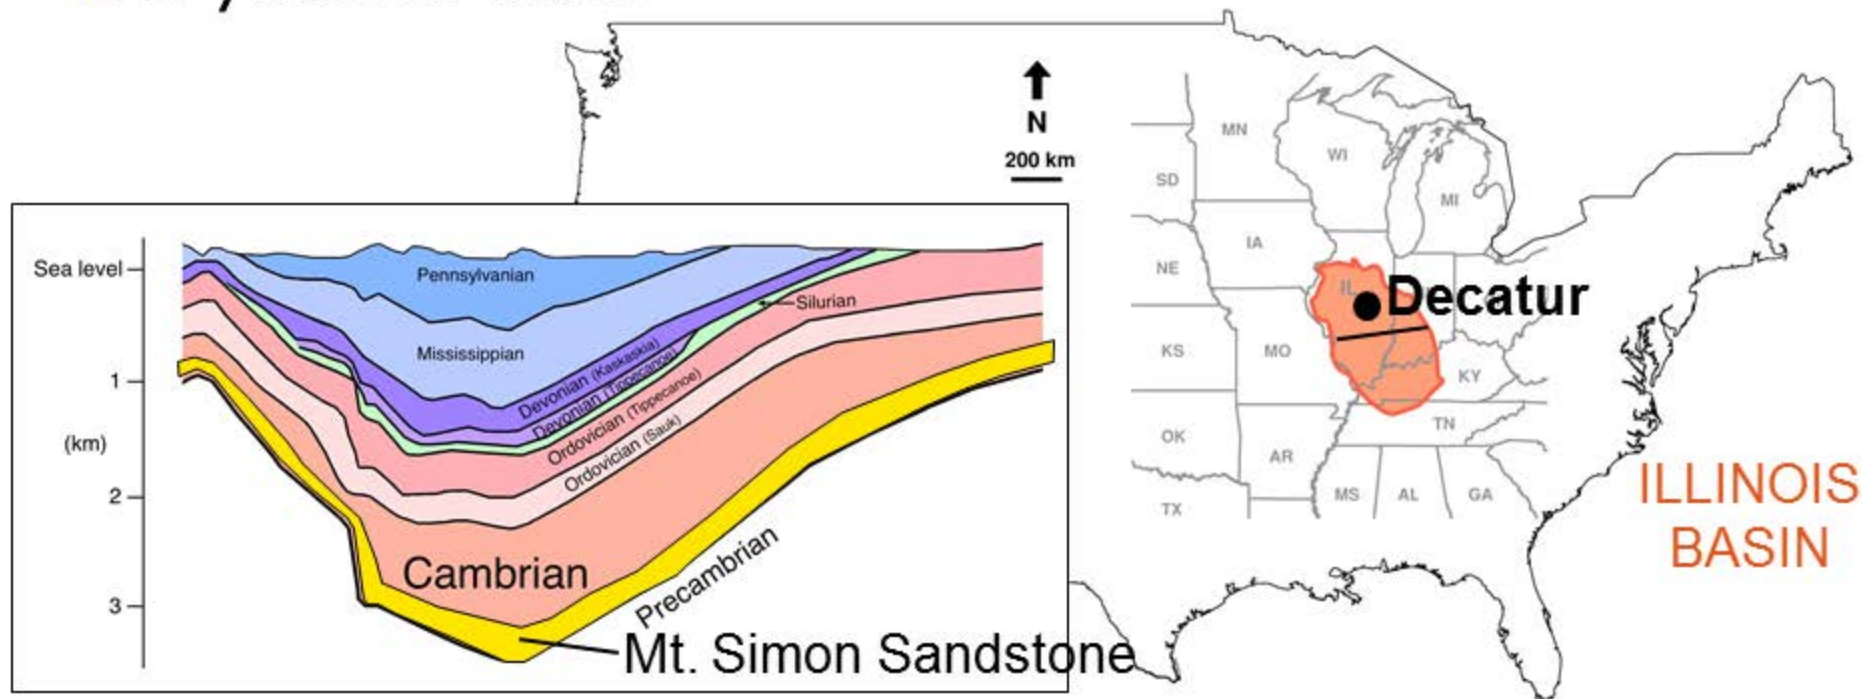 N
200 km
MN
WI
SD
MI
IA
NE
IL
Decatur
KS
MO
KY
OK
TN
AR
TX
MS
AL
GA
ILLINOIS
BASIN
Sea level
1
(km)
2
3
Pennsylvanian
Mississippian
Silurian
Devonian (Kaskaskia)
Devonian (Tippecanoe)
Ordovician (Tippecanoe)
Ordovician (Sauk)
Cambrian
Precambrian
Mt. Simon Sandstone